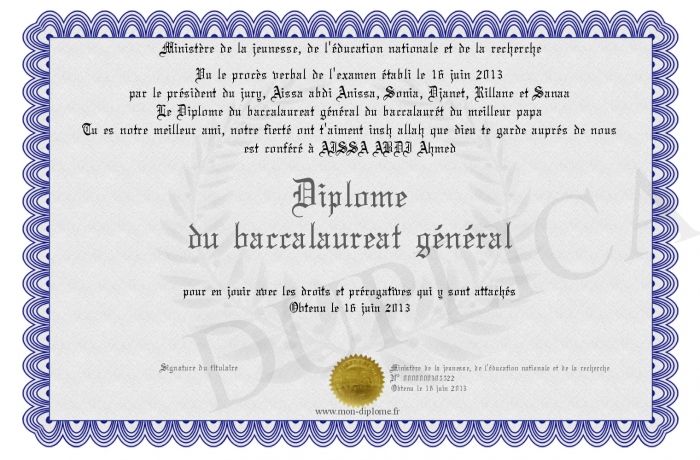 Ministère de la jeunesse, de l'éducation nationale et de la recherche
Vu le procès verbal de l'examen établi le 16 juin 2013
par le président du jury, Aissa abdi Anissa, Sonia, Djanet, Rillane et Sanaa
Le Diplome du baccalaureat général du baccalaurét du meilleur papa
Tu es notre meilleur ami, notre fierté ont t'aiment insh allah que dieu te garde auprés de nous
est conféré à AISSA ABDI Ahmed
Diplome
du baccalaureat général
pour en jouir avec les droits et prérogatives qui y sont attachés
Obtenu le 16 juin 2013
DUPLICA
Signature du titulaire
Ministère de la jeunesse, de l'éducation nationale et de la recherche
Obtenu le 16 juin 2013
www.mon-diplome.fr